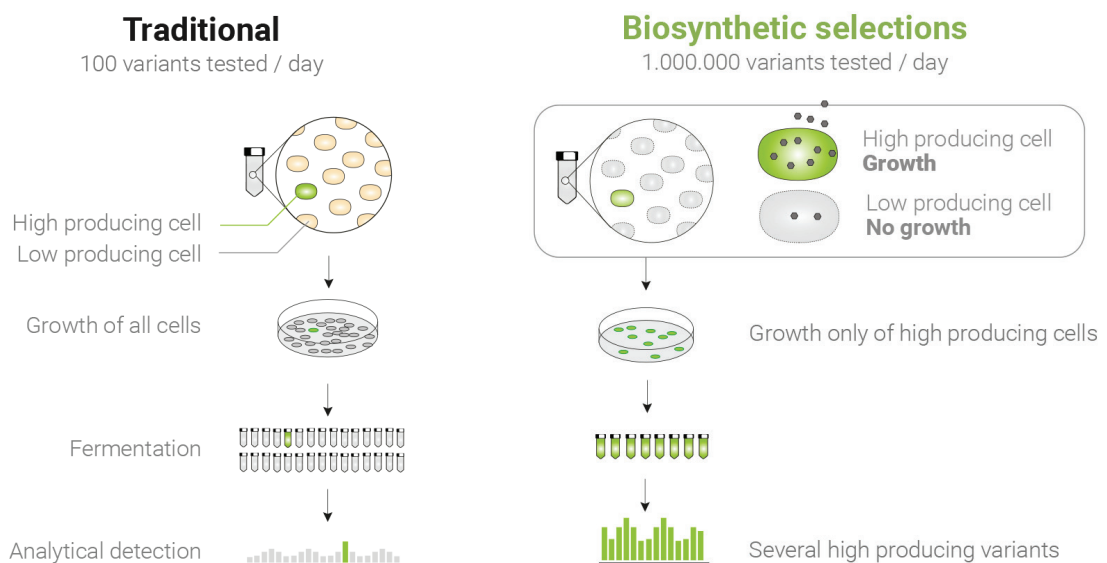 Traditional
100 variants tested / day
High producing cell
Low producing cell
Growth of all cells
Fermentation
Analytical detection
Biosynthetic selections
1.000.000 variants tested / day
High producing cell
Growth
Low producing cell
No growth
Growth only of high producing cells
Several high producing variants